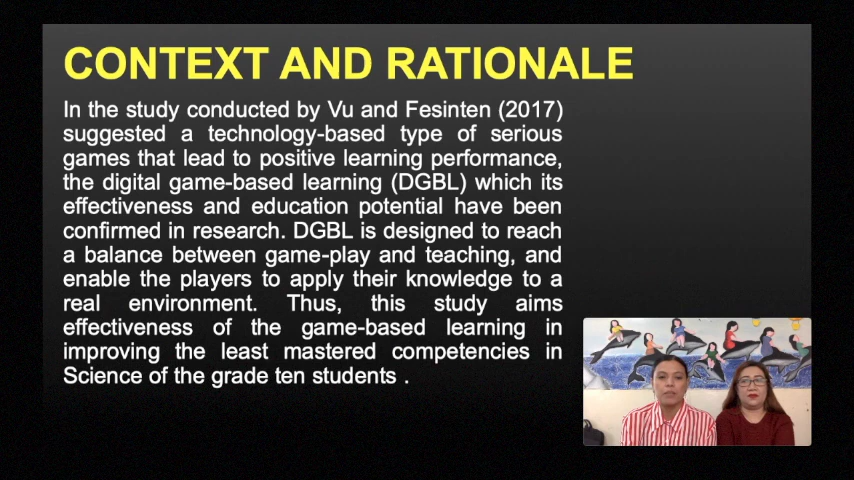 CONTEXT AND RATIONALE
In the study conducted by Vu and Fesinten (2017)
suggested a technology-based type of serious
games that lead to positive learning performance,
the digital game-based learning (DGBL) which its
effectiveness and education potential have been
confirmed in research. DGBL is designed to reach
a balance between game-play and teaching, and
enable the players to apply their knowledge to a
real environment. Thus, this study aims
effectiveness of the game-based learning in
improving the least mastered competencies in
Science of the grade ten students .